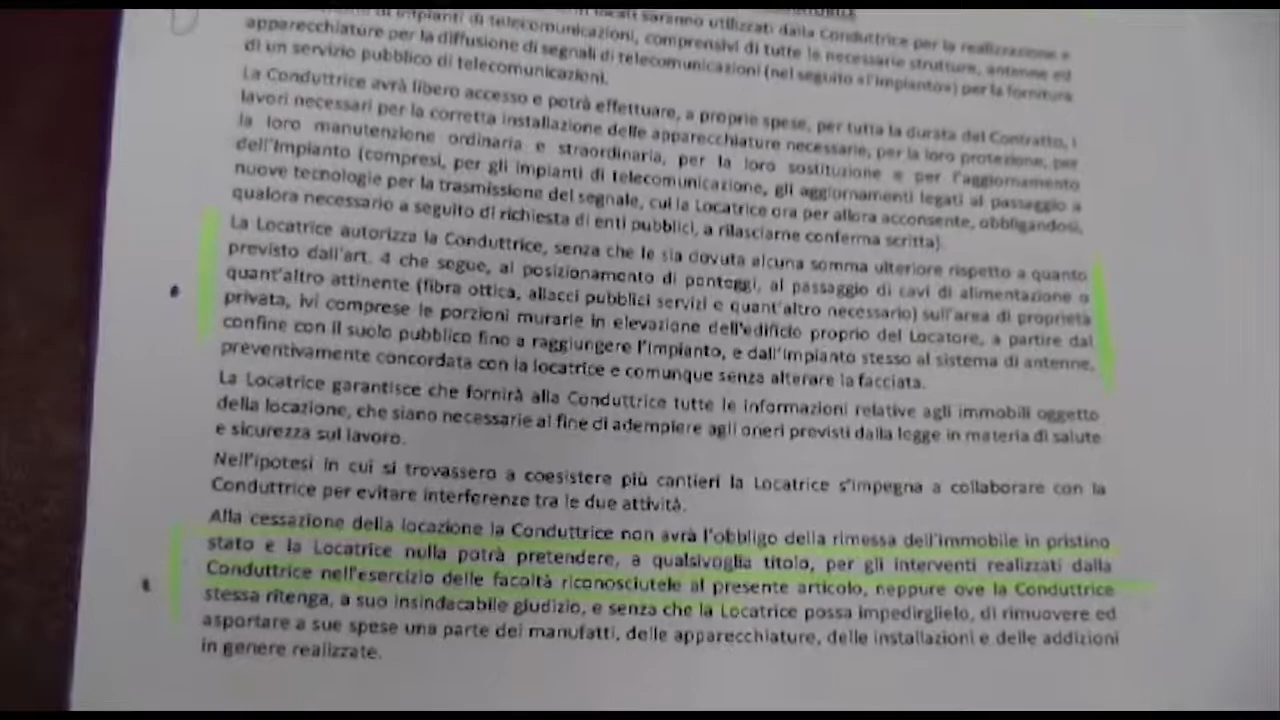 di impianti di telecomunicazioni, comprensivi di tutte le necessarie strutture, antenne ed
apparecchiature per la diffusione di segnali di telecomunicazioni (nel seguito «l'Impianto») per la fornitura
di un servizio pubblico di telecomunicazioni.
La Conduttrice avrà libero accesso e potrà effettuare, a proprie spese, per tutta la durata del Contratto, i
lavori necessari per la corretta installazione delle apparecchiature necessarie, per la loro protezione, per
la loro manutenzione ordinaria e straordinaria, per la loro sostituzione e per l'aggiornamento
dell'Impianto (compresi, per gli impianti di telecomunicazione, gli aggiornamenti legati al passaggio a
nuove tecnologie per la trasmissione del segnale, cui la Locatrice ora per allora acconsente, obbligandosi,
qualora necessario a seguito di richiesta di enti pubblici, a rilasciarne conferma scritta).
La Locatrice autorizza la Conduttrice, senza che le sia dovuta alcuna somma ulteriore rispetto a quanto
previsto dall'art. 4 che segue, al posizionamento di ponteggi, al passaggio di cavi di alimentazione o
quant'altro attinente (fibra ottica, allacci pubblici servizi e quant'altro necessario) sull'area di proprietà
privata, ivi comprese le porzioni murarie in elevazione dell'edificio proprio del Locatore, a partire dal
confine con il suolo pubblico fino a raggiungere l'Impianto, e dall'impianto stesso al sistema di antenne,
preventivamente concordata con la locatrice e comunque senza alterare la facciata.
La Locatrice garantisce che fornirà alla Conduttrice tutte le informazioni relative agli immobili oggetto
della locazione, che siano necessarie al fine di adempiere agli oneri previsti dalla legge in materia di salute
e sicurezza sul lavoro.
Nell'ipotesi in cui si trovassero a coesistere più cantieri la Locatrice s'impegna a collaborare con la
Conduttrice per evitare interferenze tra le due attività.
Alla cessazione della locazione la Conduttrice non avrà l'obbligo della rimessa dell'immobile in pristino
stato e la Locatrice nulla potrà pretendere, a qualsivoglia titolo, per gli interventi realizzati dalla
Conduttrice nell'esercizio delle facoltà riconosciutele al presente articolo, neppure ove la Conduttrice
stessa ritenga, a suo insindacabile giudizio, e senza che la Locatrice possa impedirglielo, di rimuovere ed
asportare a sue spese una parte dei manufatti, delle apparecchiature, delle installazioni e delle addizioni
in genere realizzate.